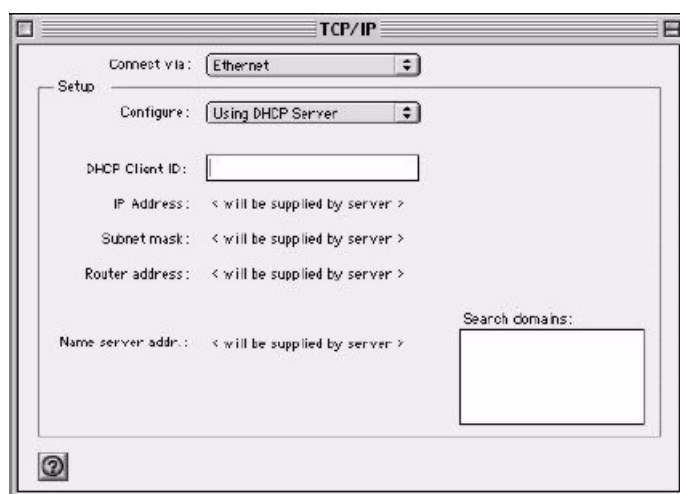 TCP/IP
Connect via: Ethernet
Setup
Configure: Using DHCP Server
DHCP Client ID:
IP Address: < will be supplied by server >
Subnet mask: < will be supplied by server >
Router address: < will be supplied by server >
Search domains:
Name server addr.: < will be supplied by server >
?